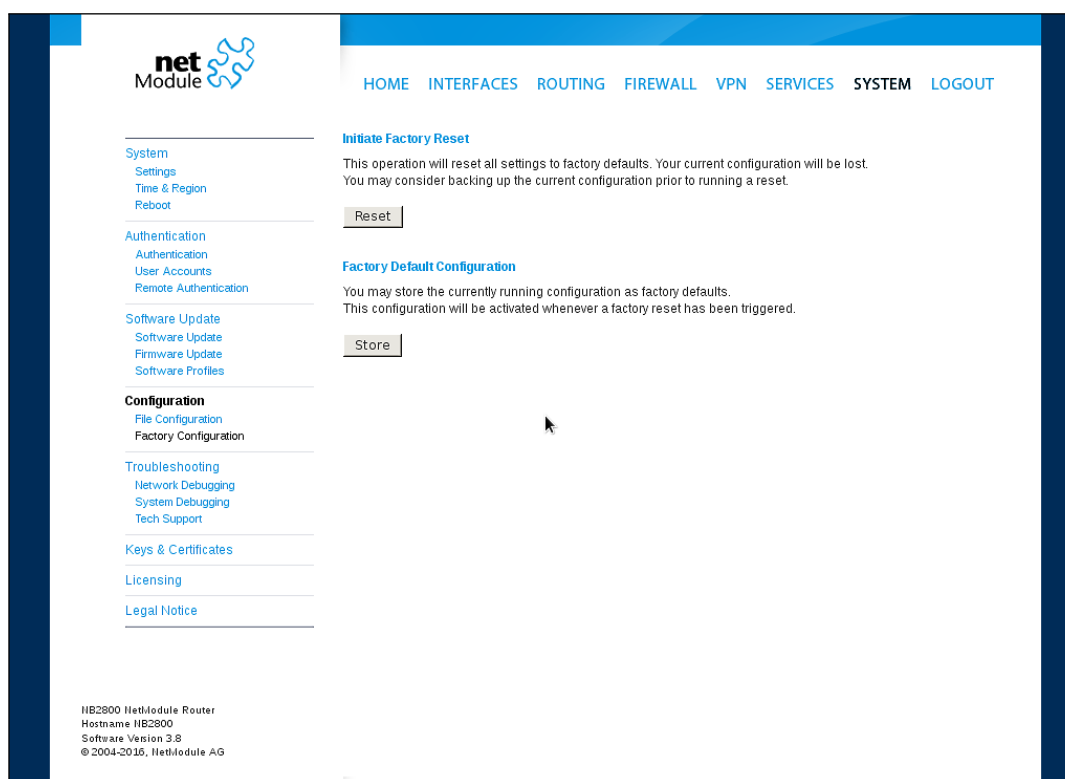 net
Module
HOME INTERFACES ROUTING FIREWALL VPN SERVICES SYSTEM LOGOUT
System
Settings
Time & Region
Reboot
Authentication
Authentication
User Accounts
Remote Authentication
Software Update
Software Update
Firmware Update
Software Profiles
Configuration
File Configuration
Factory Configuration
Troubleshooting
Network Debugging
System Debugging
Tech Support
Keys & Certificates
Licensing
Legal Notice
Initiate Factory Reset
This operation will reset all settings to factory defaults. Your current configuration will be lost.
You may consider backing up the current configuration prior to running a reset.
Reset
Factory Default Configuration
You may store the currently running configuration as factory defaults.
This configuration will be activated whenever a factory reset has been triggered.
Store
NB2800 NetModule Router
Hostname NB2800
Software Version 3.8
© 2004-2016, NetModule AG